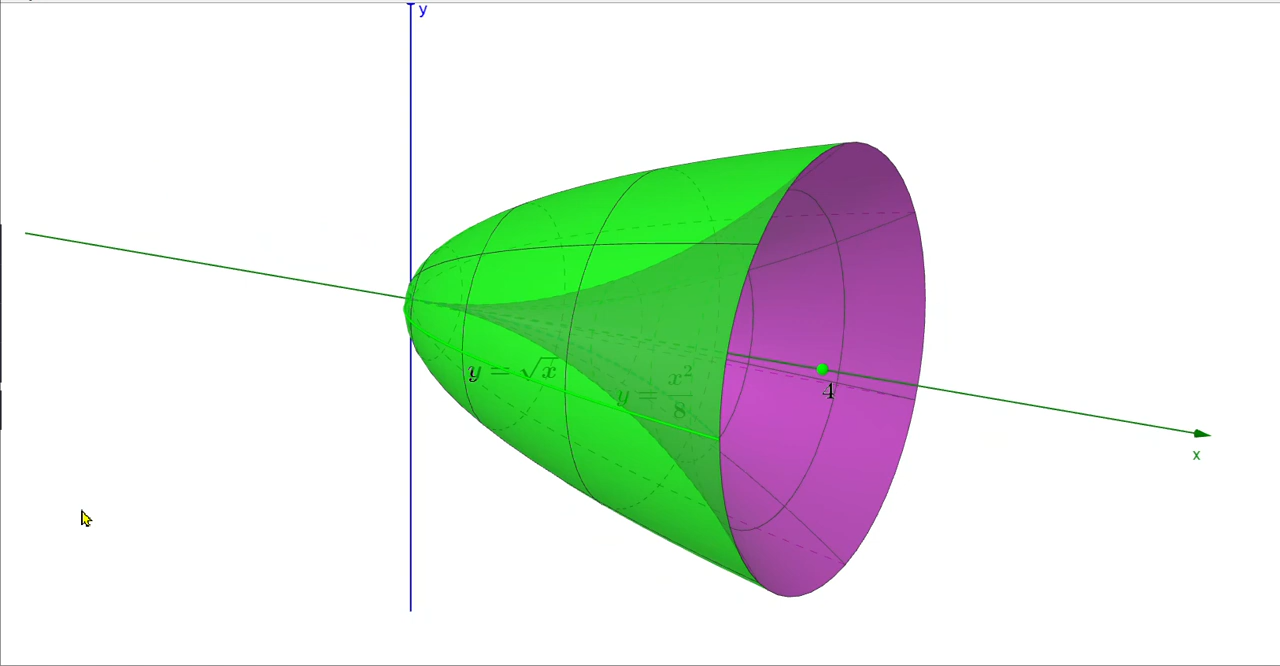 y
y = √x
y = x²/8
4
x